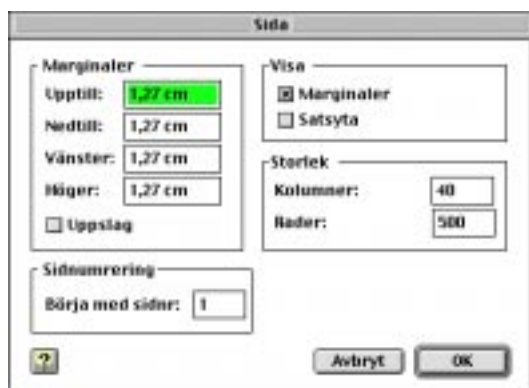 Sida
Marginaler
Upptill: 1,27 cm
Nedtill: 1,27 cm
Vänster: 1,27 cm
Höger: 1,27 cm
Uppslag
Visa
Marginaler
Satsyta
Storlek
Kolumner: 40
Rader: 500
Sidnumrering
Börja med sidnr: 1
?
Avbryt
OK